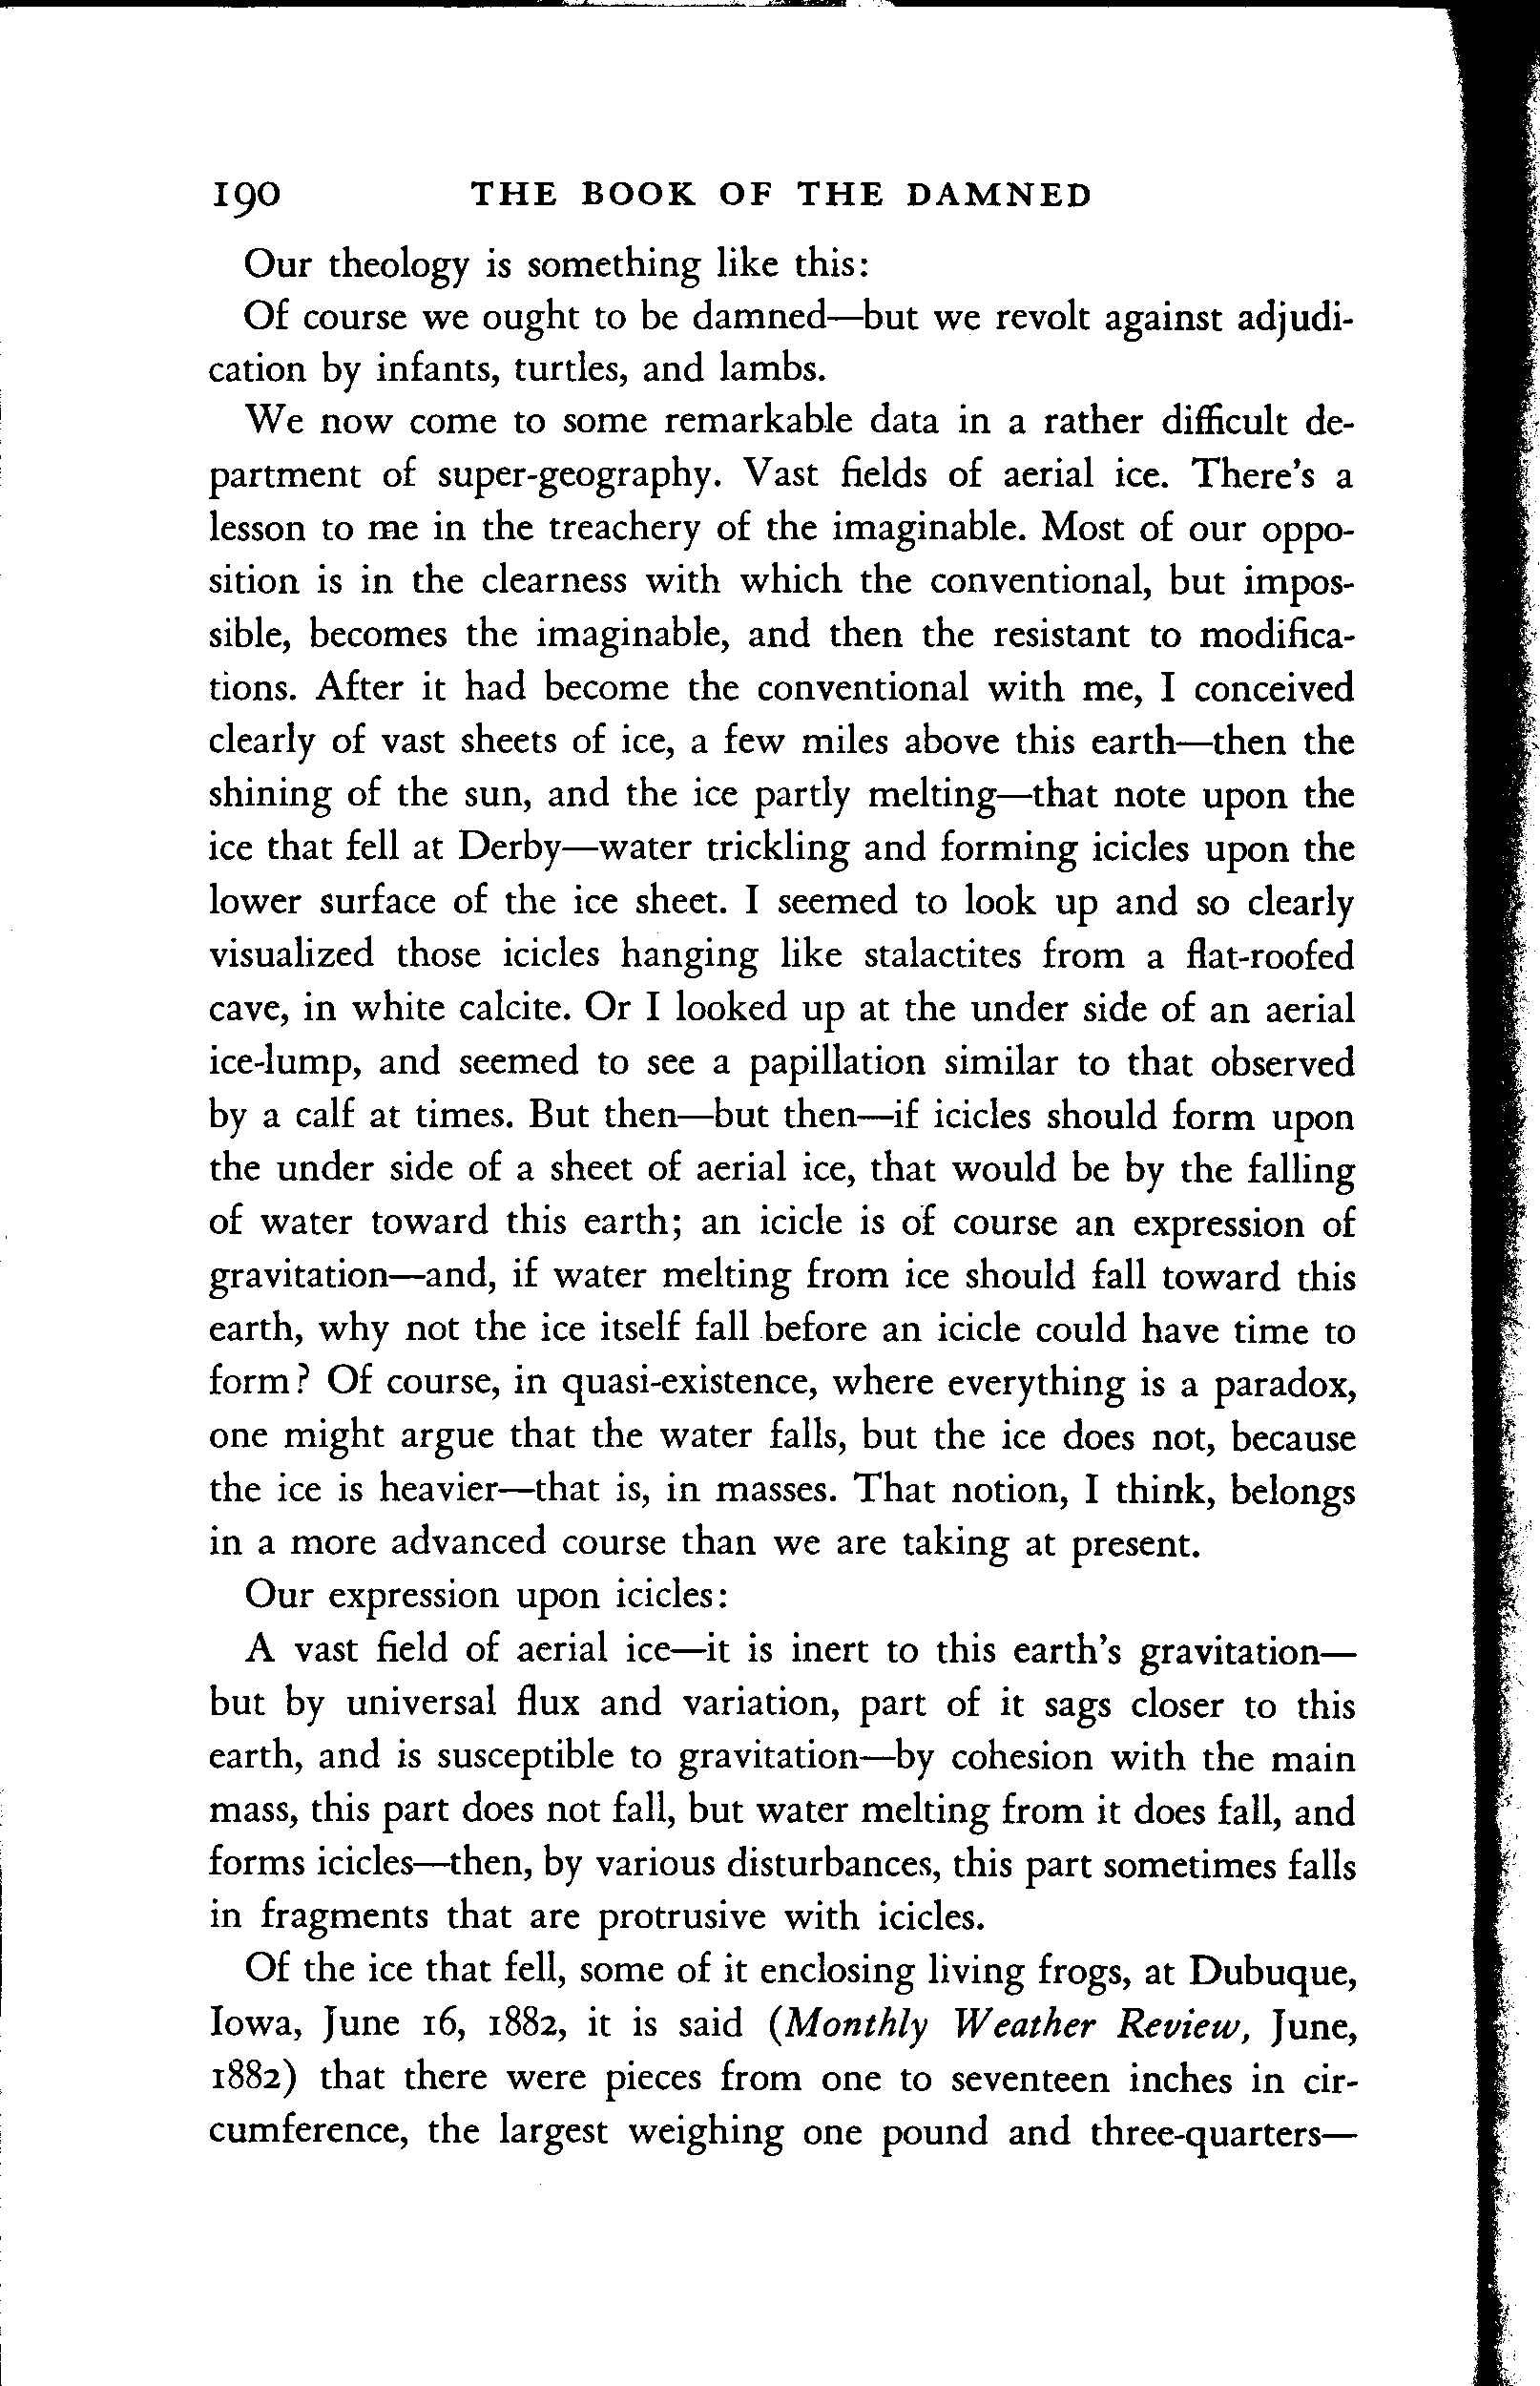 190 THE BOOK OF THE DAMNED
Our theology is something like this:
Of course we ought to be damned—but we revolt against adjudi-
cation by infants, turtles, and lambs.
We now come to some remarkable data in a rather difficult de-
partment of super-geography. Vast fields of aerial ice. There's a
lesson to me in the treachery of the imaginable. Most of our oppo-
sition is in the clearness with which the conventional, but impos-
sible, becomes the imaginable, and then the resistant to modifica-
tions. After it had become the conventional with me, I conceived
clearly of vast sheets of ice, a few miles above this earth—then the
shining of the sun, and the ice partly melting—that note upon the
ice that fell at Derby—water trickling and forming icicles upon the
lower surface of the ice sheet. I seemed to look up and so clearly
visualized those icicles hanging like stalactites from a flat-roofed
cave, in white calcite. Or I looked up at the under side of an aerial
ice-lump, and seemed to see a papillation similar to that observed
by a calf at times. But then—but then—if icicles should form upon
the under side of a sheet of aerial ice, that would be by the falling
of water toward this earth; an icicle is of course an expression of
gravitation—and, if water melting from ice should fall toward this
earth, why not the ice itself fall before an icicle could have time to
form? Of course, in quasi-existence, where everything is a paradox,
one might argue that the water falls, but the ice does not, because
the ice is heavier—that is, in masses. That notion, I think, belongs
in a more advanced course than we are taking at present.
Our expression upon icicles:
A vast field of aerial ice—it is inert to this earth's gravitation—
but by universal flux and variation, part of it sags closer to this
earth, and is susceptible to gravitation—by cohesion with the main
mass, this part does not fall, but water melting from it does fall, and
forms icicles—then, by various disturbances, this part sometimes falls
in fragments that are protrusive with icicles.
Of the ice that fell, some of it enclosing living frogs, at Dubuque,
Iowa, June 16, 1882, it is said (Monthly Weather Review, June,
1882) that there were pieces from one to seventeen inches in cir-
cumference, the largest weighing one pound and three-quarters—